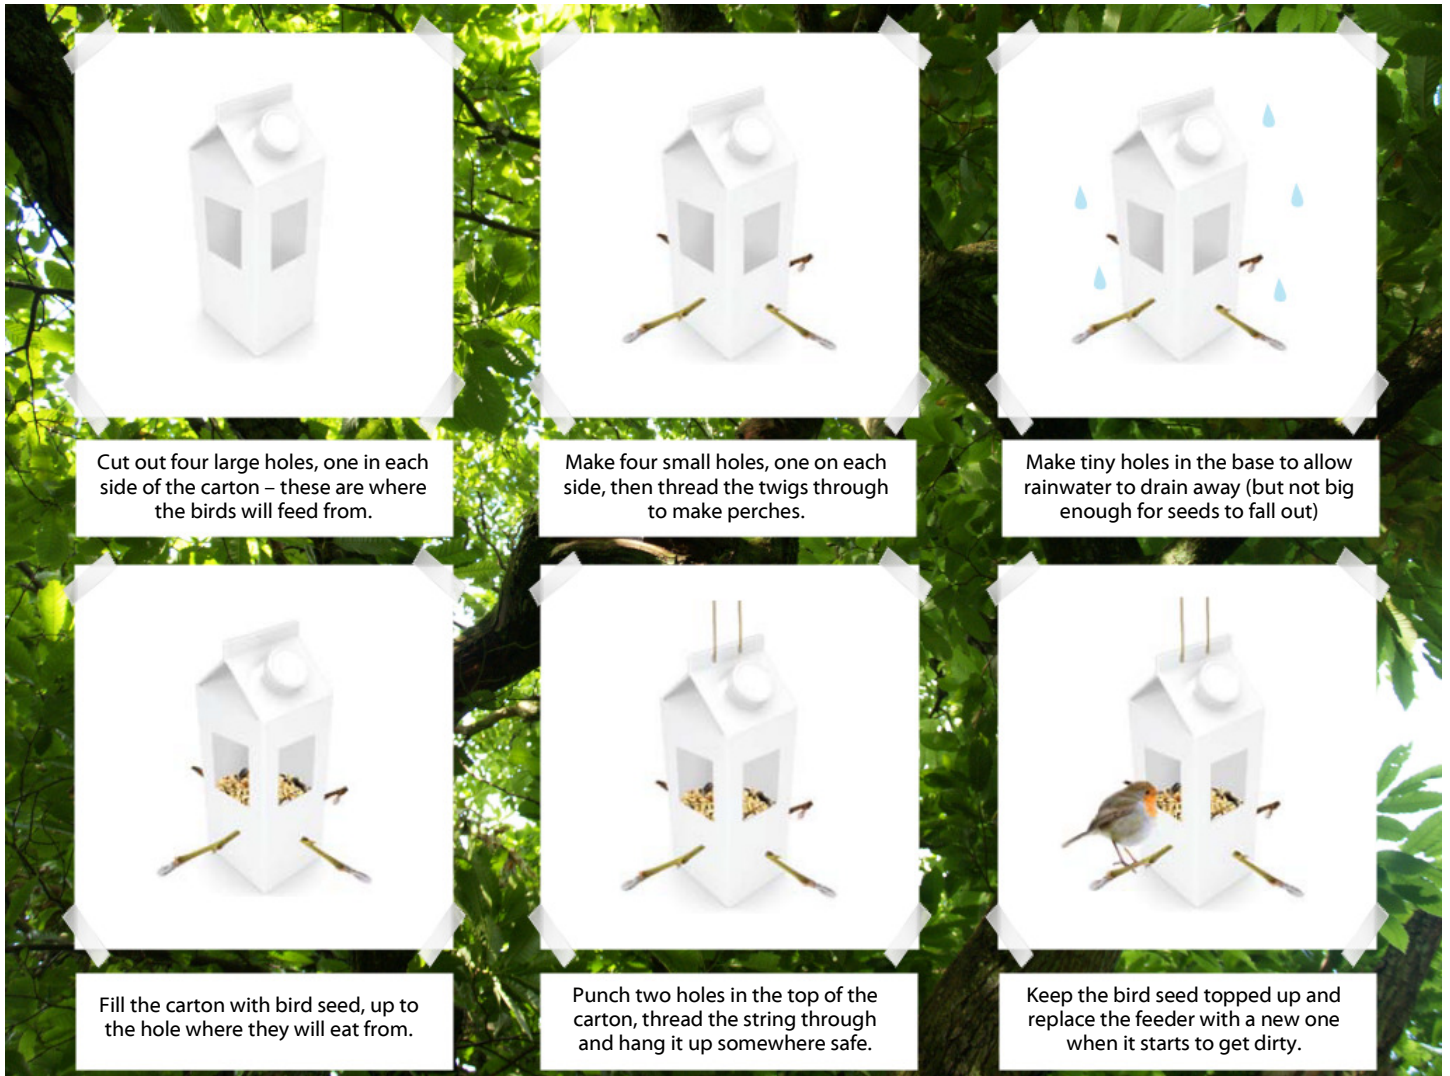 Cut out four large holes, one in each
side of the carton – these are where
the birds will feed from.
Make four small holes, one on each
side, then thread the twigs through
to make perches.
Make tiny holes in the base to allow
rainwater to drain away (but not big
enough for seeds to fall out)
Fill the carton with bird seed, up to
the hole where they will eat from.
Punch two holes in the top of the
carton, thread the string through
and hang it up somewhere safe.
Keep the bird seed topped up and
replace the feeder with a new one
when it starts to get dirty.